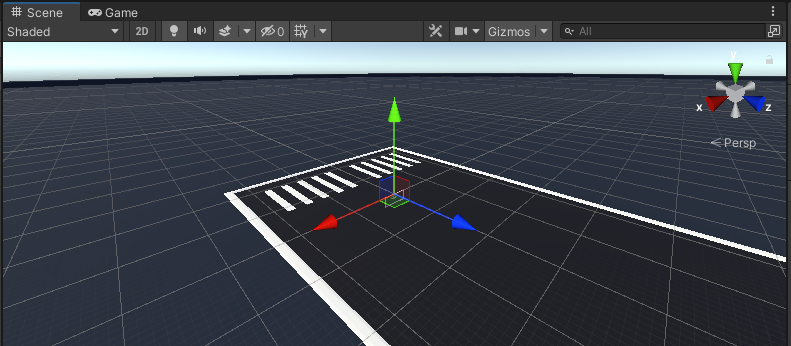 Scene Game
Shaded 2D 0 Gizmos All
y
x z
Persp